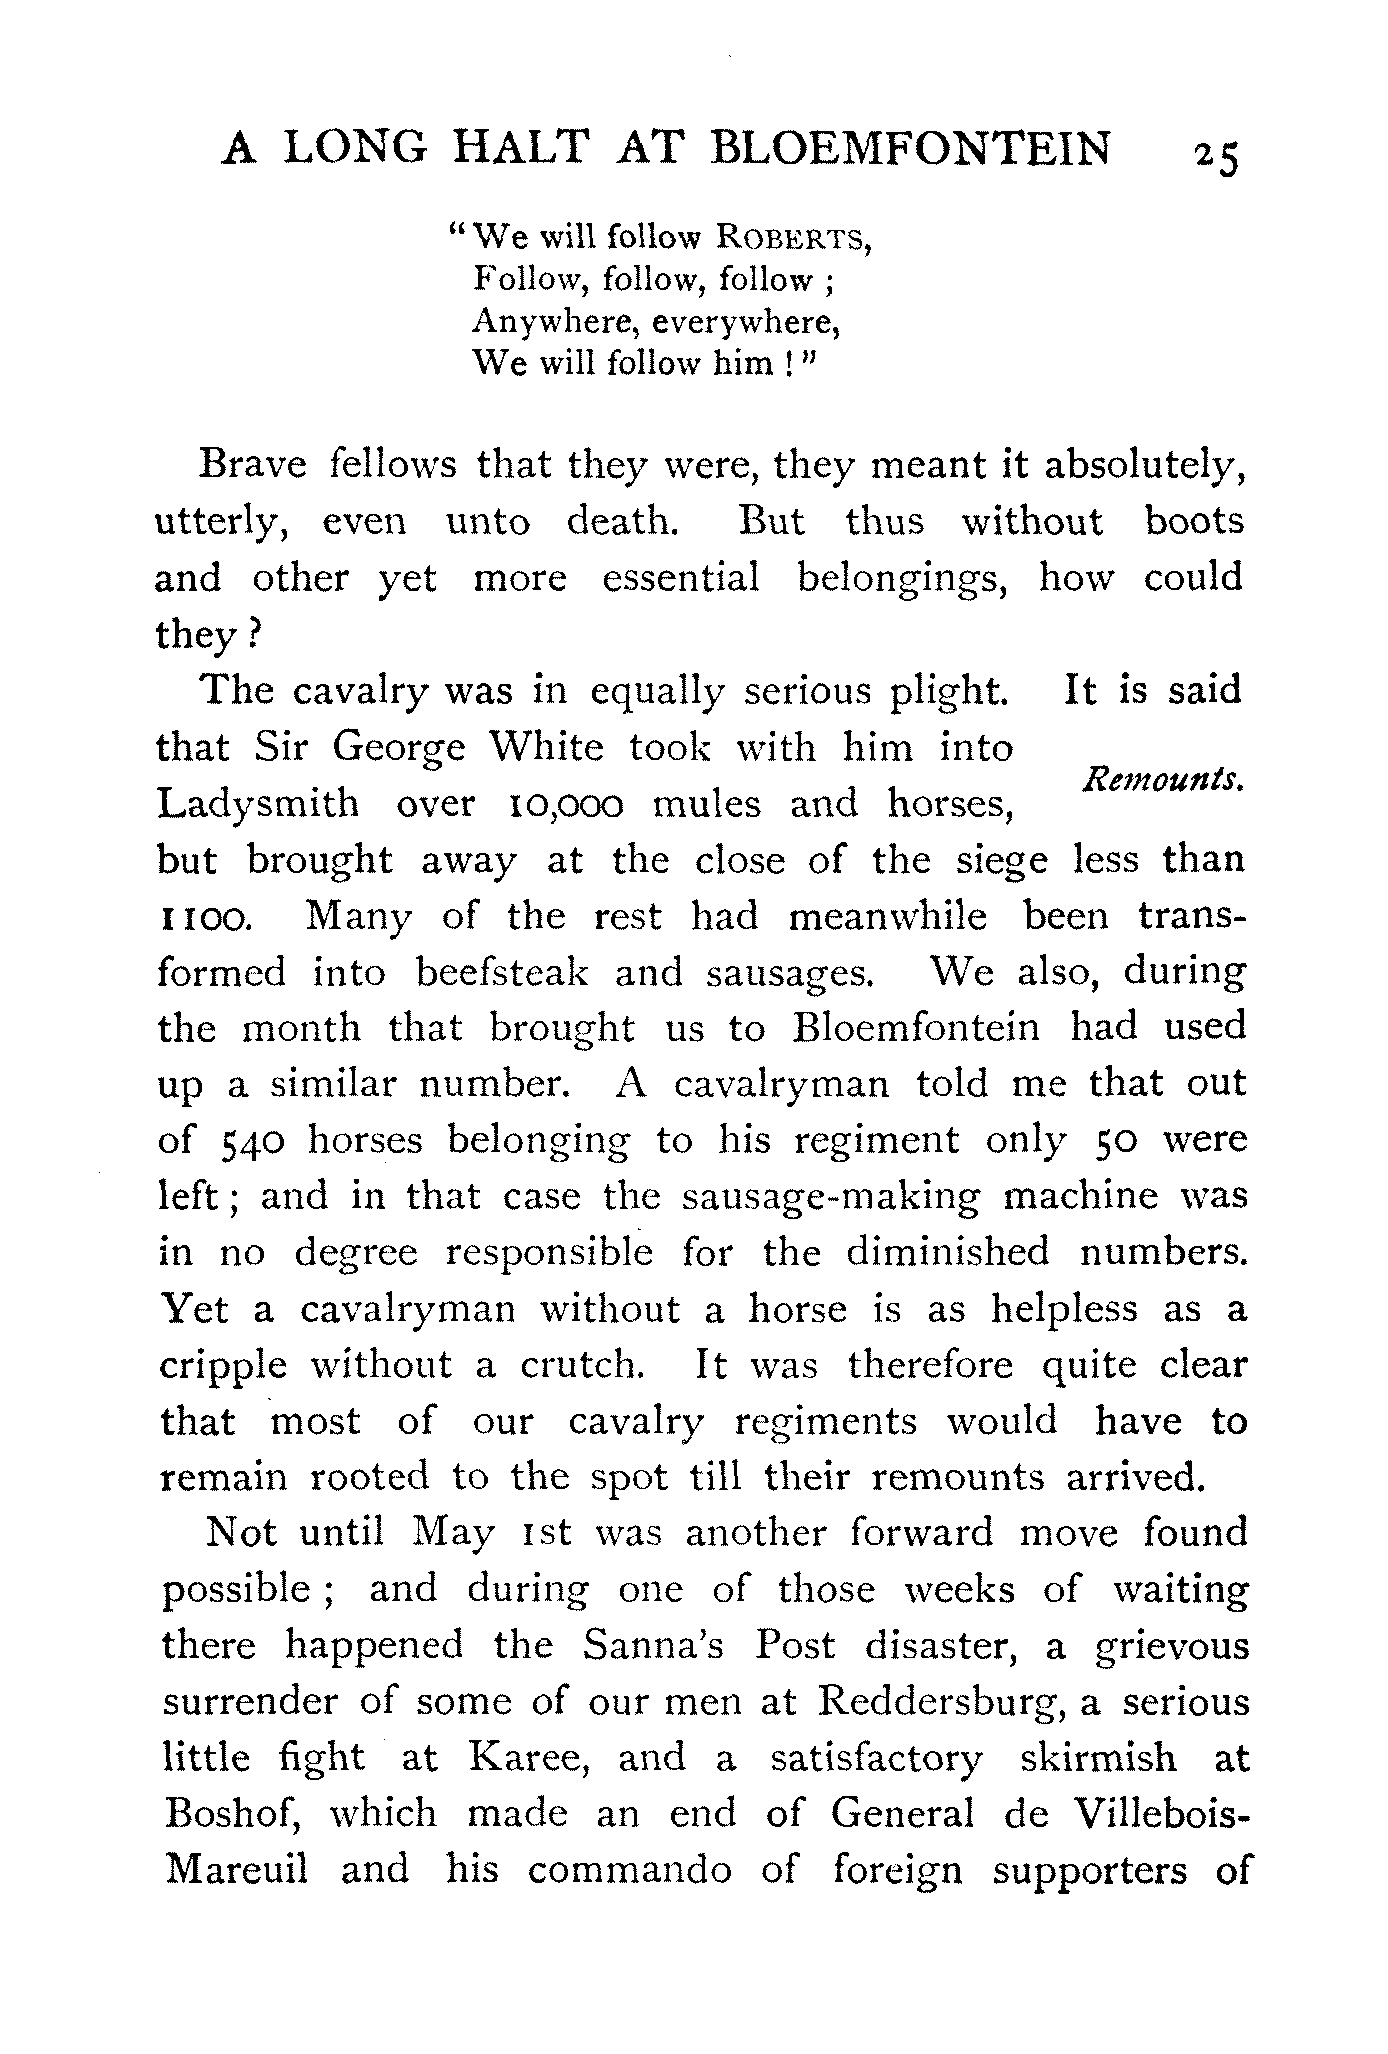 A LONG HALT AT BLOEMFONTEIN 25
“We will follow ROBERTS,
Follow, follow, follow ;
Anywhere, everywhere,
We will follow him ! ”
Brave fellows that they were, they meant it absolutely,
utterly, even unto death. But thus without boots
and other yet more essential belongings, how could
they ?
The cavalry was in equally serious plight. It is said
that Sir George White took with him into
Remounts.
Ladysmith over 10,000 mules and horses,
but brought away at the close of the siege less than
1100. Many of the rest had meanwhile been trans-
formed into beefsteak and sausages. We also, during
the month that brought us to Bloemfontein had used
up a similar number. A cavalryman told me that out
of 540 horses belonging to his regiment only 50 were
left ; and in that case the sausage-making machine was
in no degree responsible for the diminished numbers.
Yet a cavalryman without a horse is as helpless as a
cripple without a crutch. It was therefore quite clear
that most of our cavalry regiments would have to
remain rooted to the spot till their remounts arrived.
Not until May 1st was another forward move found
possible ; and during one of those weeks of waiting
there happened the Sanna’s Post disaster, a grievous
surrender of some of our men at Reddersburg, a serious
little fight at Karee, and a satisfactory skirmish at
Boshof, which made an end of General de Villebois-
Mareuil and his commando of foreign supporters of